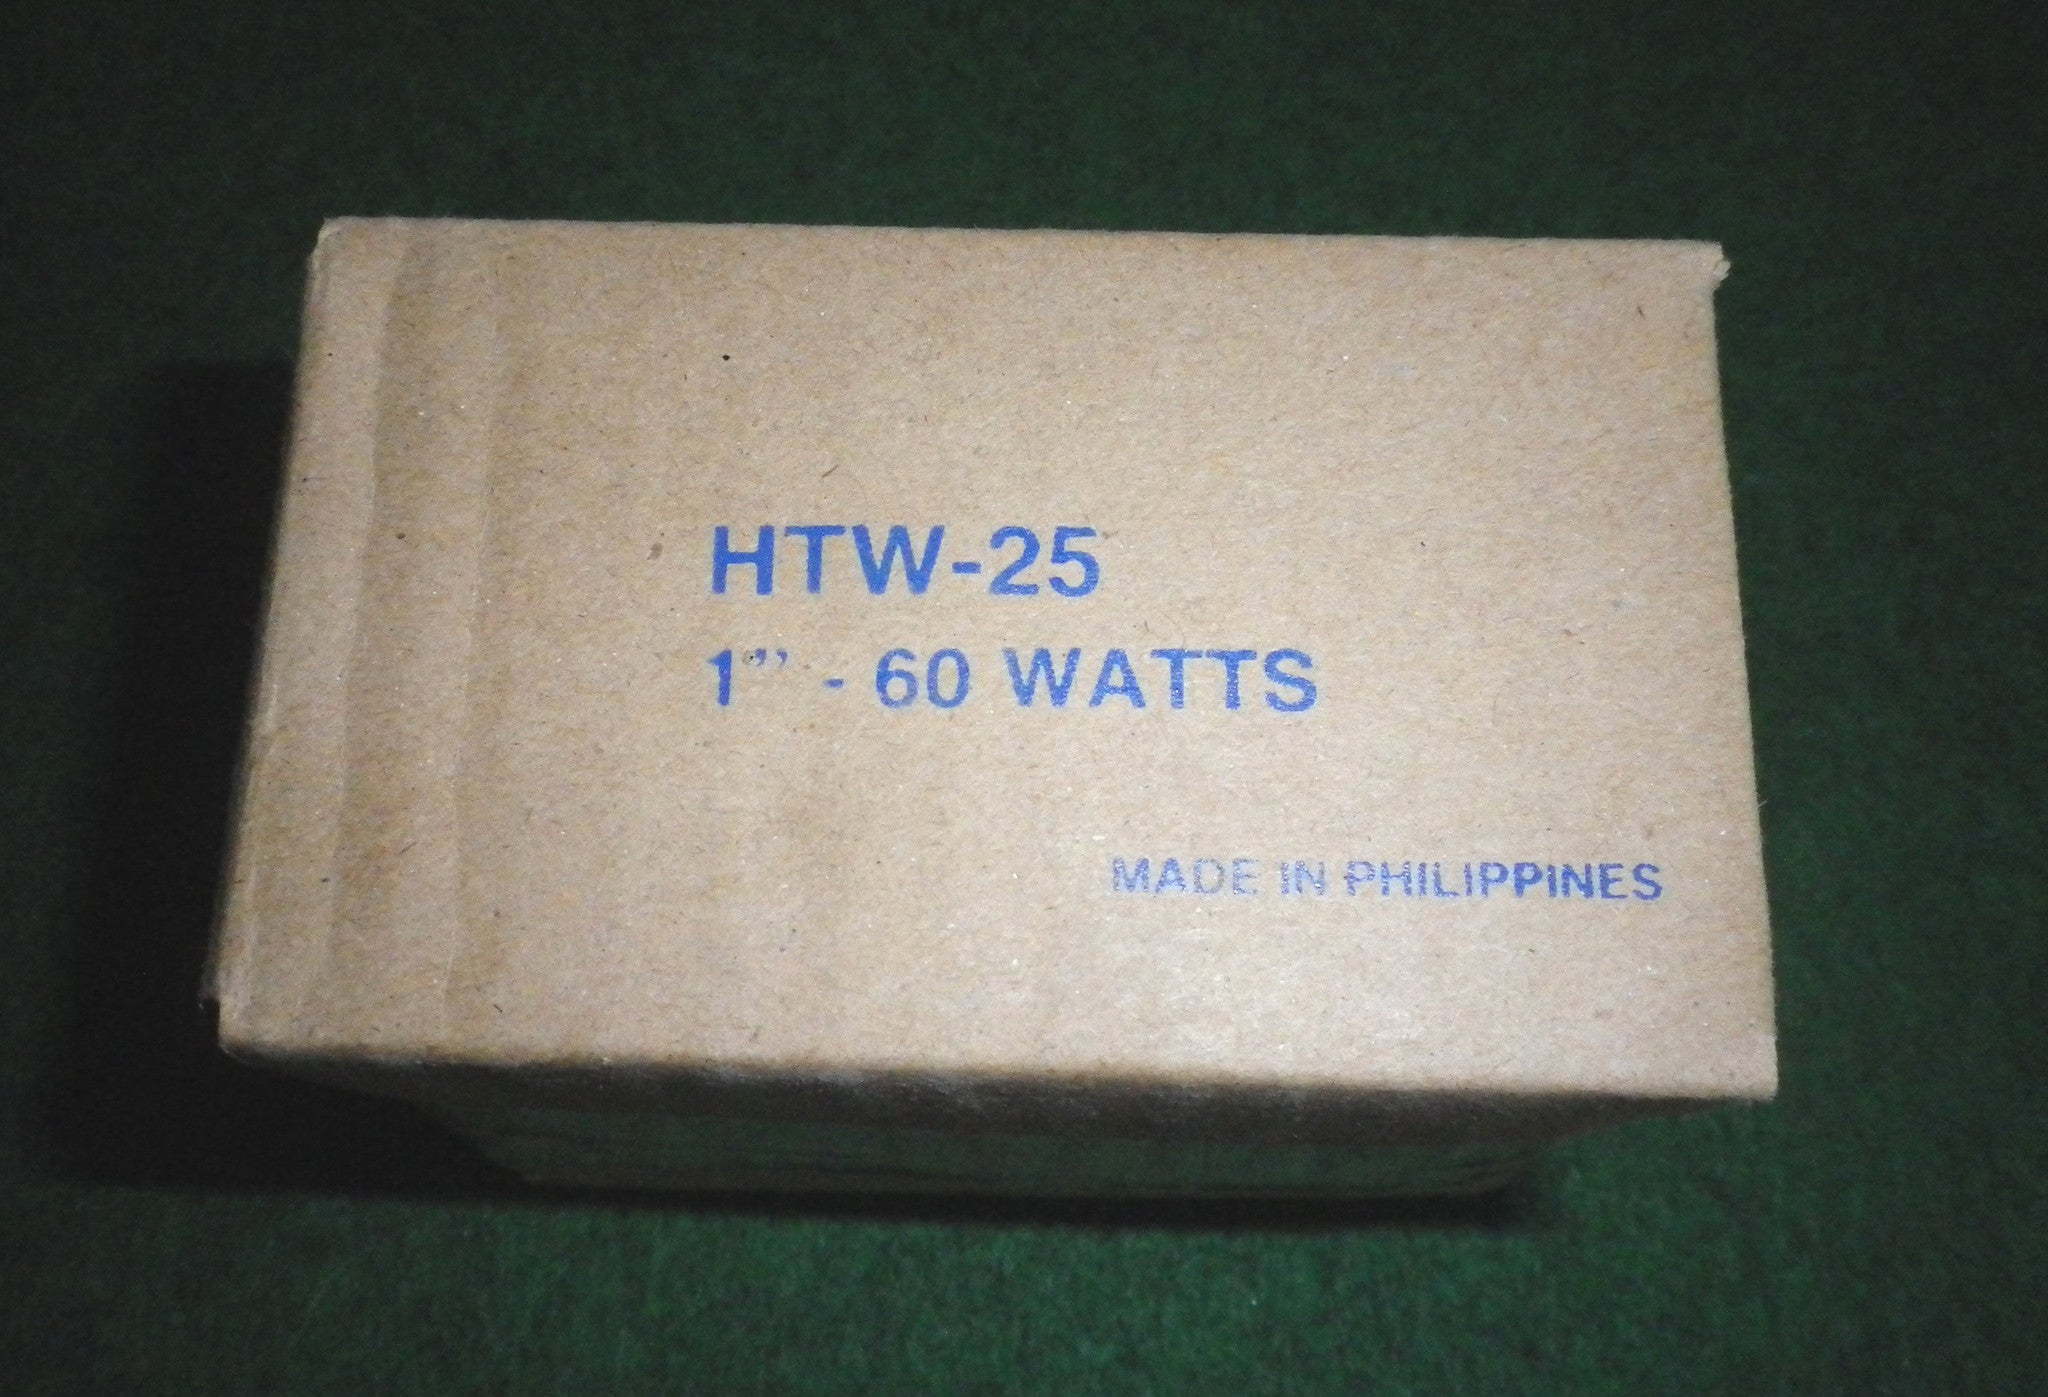 HTW-25
1” - 60 WATTS
MADE IN PHILIPPINES